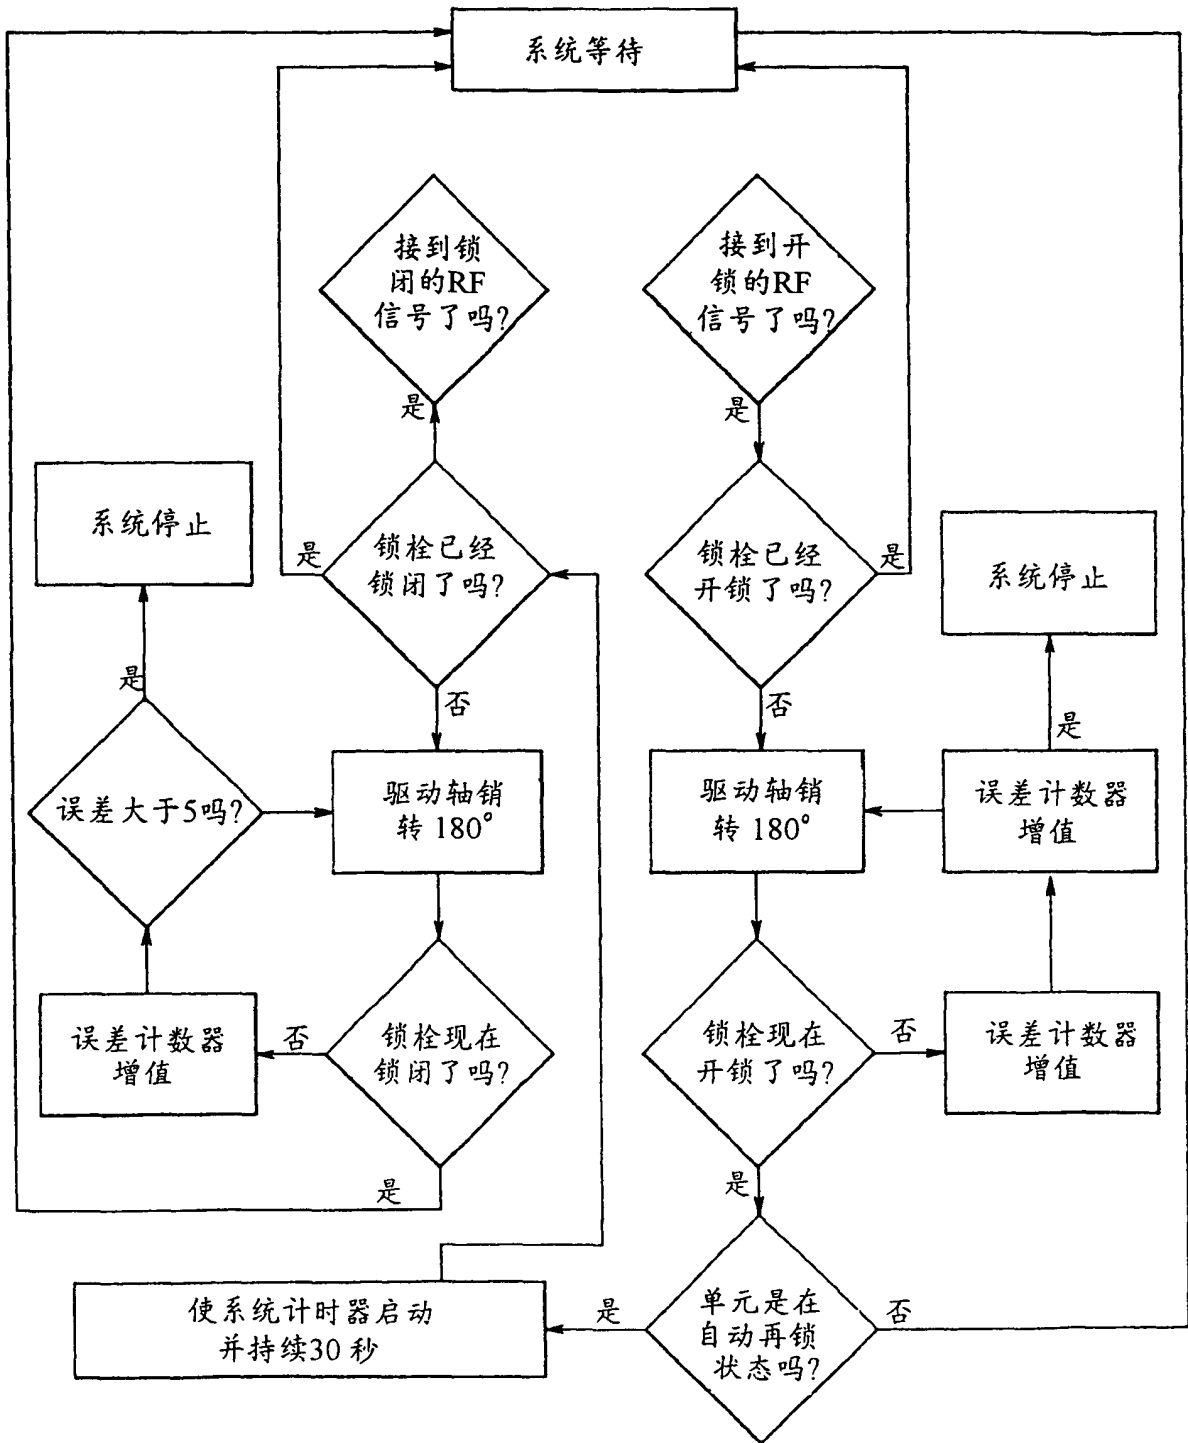 系统等待
接到锁
闭的RF
信号了吗?
接到开
锁的RF
信号了吗?
是
是
系统停止
是
锁栓已经
锁闭了吗?
锁栓已经
开锁了吗?
是
系统停止
是
否
否
是
误差大于5吗?
驱动轴销
转 180°
驱动轴销
转 180°
误差计数器
增值
误差计数器
增值
否
锁栓现在
锁闭了吗?
锁栓现在
开锁了吗?
否
误差计数器
增值
是
是
使系统计时器启动
并持续30 秒
是
单元是在
自动再锁
状态吗?
否